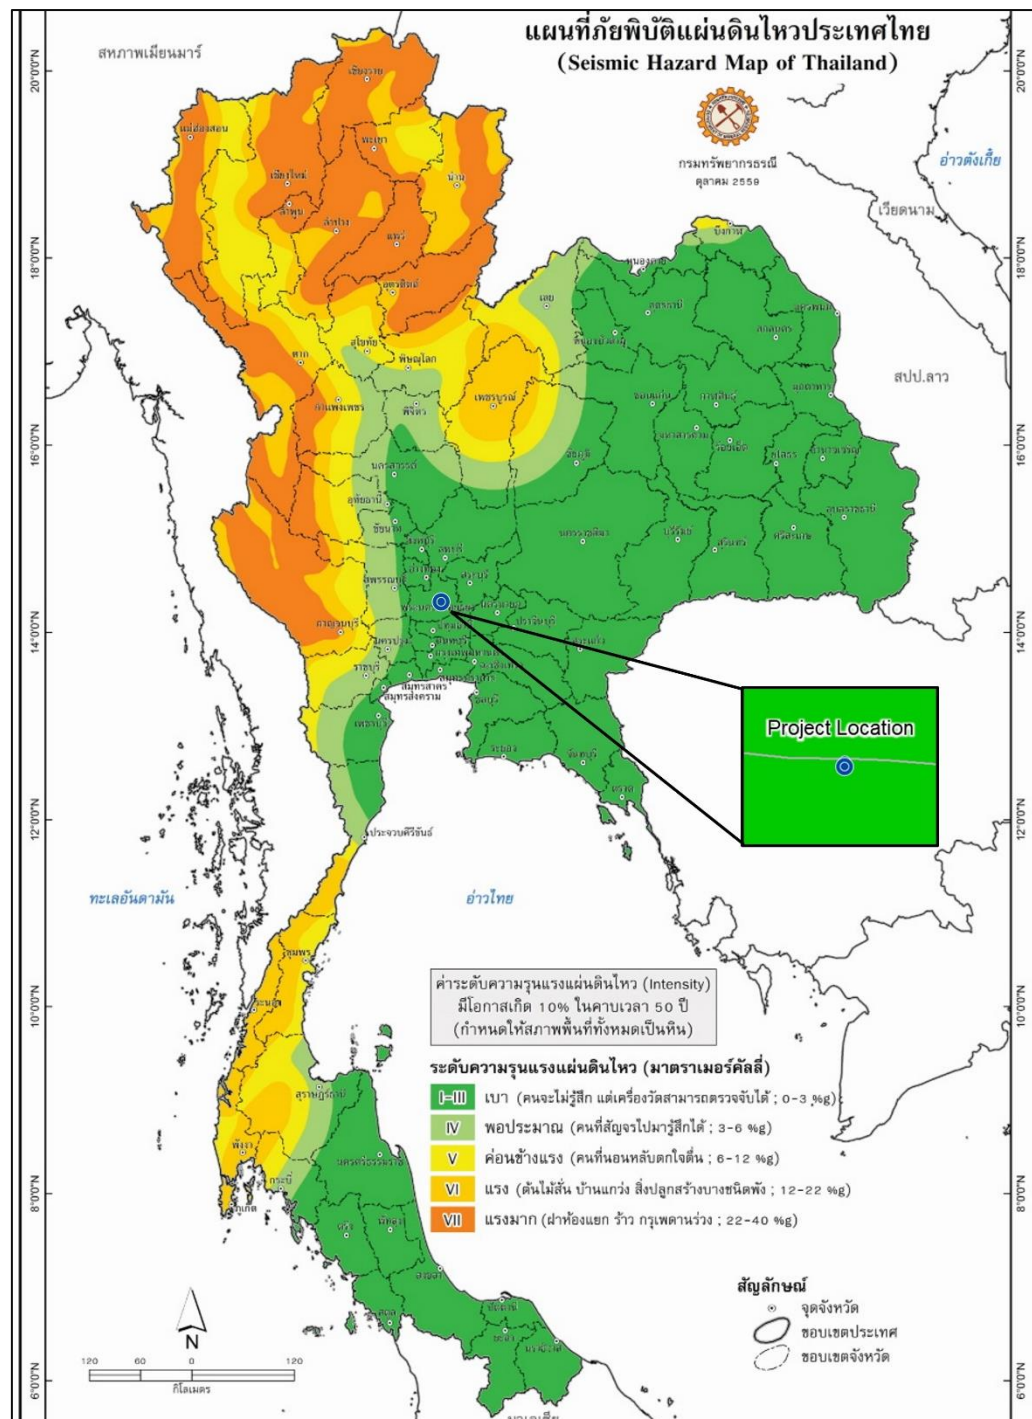 แผนที่ภัยพิบัติแผ่นดินไหวประเทศไทย
(Seismic Hazard Map of Thailand)
สหภาพเมียนมาร์
กรมทรัพยากรธรณี
ตุลาคม 2559
อ่าวตังเกี๋ย
เวียดนาม
สปป.ลาว
20°0'0"N
18°0'0"N
16°0'0"N
14°0'0"N
12°0'0"N
10°0'0"N
8°0'0"N
6°0'0"N
20°0'0"N
18°0'0"N
16°0'0"N
14°0'0"N
12°0'0"N
10°0'0"N
8°0'0"N
6°0'0"N
เชียงราย
แม่ฮ่องสอน
พะเยา
เชียงใหม่
น่าน
ลำพูน
ลำปาง
แพร่
บึงกาฬ
หนองคาย
อุตรดิตถ์
เลย
อุดรธานี
สกลนคร
สุโขทัย
ตาก
พิษณุโลก
กำแพงเพชร
พิจิตร
เพชรบูรณ์
ขอนแก่น
กาฬสินธุ์
มุกดาหาร
มหาสารคาม
ร้อยเอ็ด
ยโสธร
อำนาจเจริญ
นครสวรรค์
ชัยภูมิ
อุทัยธานี
ชัยนาท
อุบลราชธานี
นครราชสีมา
บุรีรัมย์
สุรินทร์
ศรีสะเกษ
สุพรรณบุรี
สระบุรี
ปราจีนบุรี
กาญจนบุรี
นครปฐม
สระแก้ว
ราชบุรี
สมุทรสาคร
สมุทรสงคราม
ชลบุรี
เพชรบุรี
ระยอง
จันทบุรี
ตราด
Project Location
ประจวบคีรีขันธ์
ทะเลอันดามัน
อ่าวไทย
ชุมพร
ระนอง
สุราษฎร์ธานี
พังงา
กระบี่
นครศรีธรรมราช
ภูเก็ต
ตรัง
พัทลุง
สงขลา
สตูล
ปัตตานี
ยะลา
นราธิวาส
ค่าระดับความรุนแรงแผ่นดินไหว (Intensity)
มีโอกาสเกิด 10% ในคาบเวลา 50 ปี
(กำหนดให้สภาพพื้นที่ทั้งหมดเป็นหิน)
ระดับความรุนแรงแผ่นดินไหว (มาตราเมอร์คัลลี่)
I-III เบา (คนจะไม่รู้สึก แต่เครื่องวัดสามารถตรวจจับได้ ; 0-3 %g)
IV พอประมาณ (คนที่สัญจรไปมารู้สึกได้ ; 3-6 %g)
V ค่อนข้างแรง (คนที่นอนหลับตกใจตื่น ; 6-12 %g)
VI แรง (ต้นไม้สั่น บ้านแกว่ง สิ่งปลูกสร้างบางชนิดพัง ; 12-22 %g)
VII แรงมาก (ฝาห้องแยก ร้าว กรุเพดานร่วง ; 22-40 %g)
สัญลักษณ์
จุดจังหวัด
ขอบเขตประเทศ
ขอบเขตจังหวัด
N
120 60 0 120
กิโลเมตร
มาเลเซีย